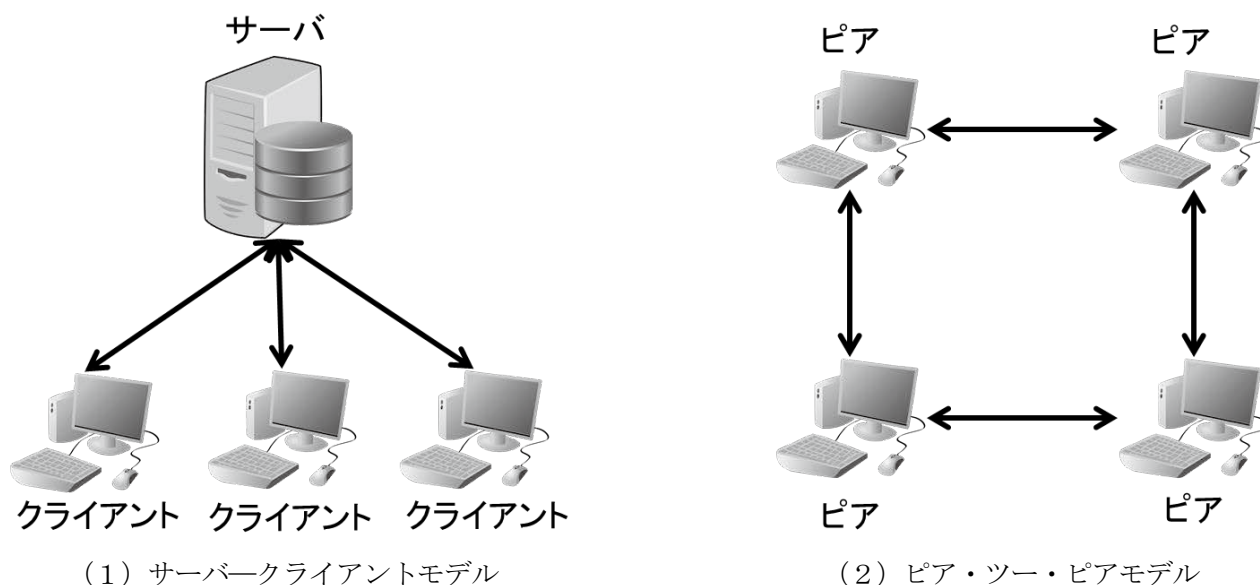 サーバ
クライアント
クライアント
クライアント
(1)サーバ―クライアントモデル
ピア
ピア
ピア
ピア
(2)ピア・ツー・ピアモデル